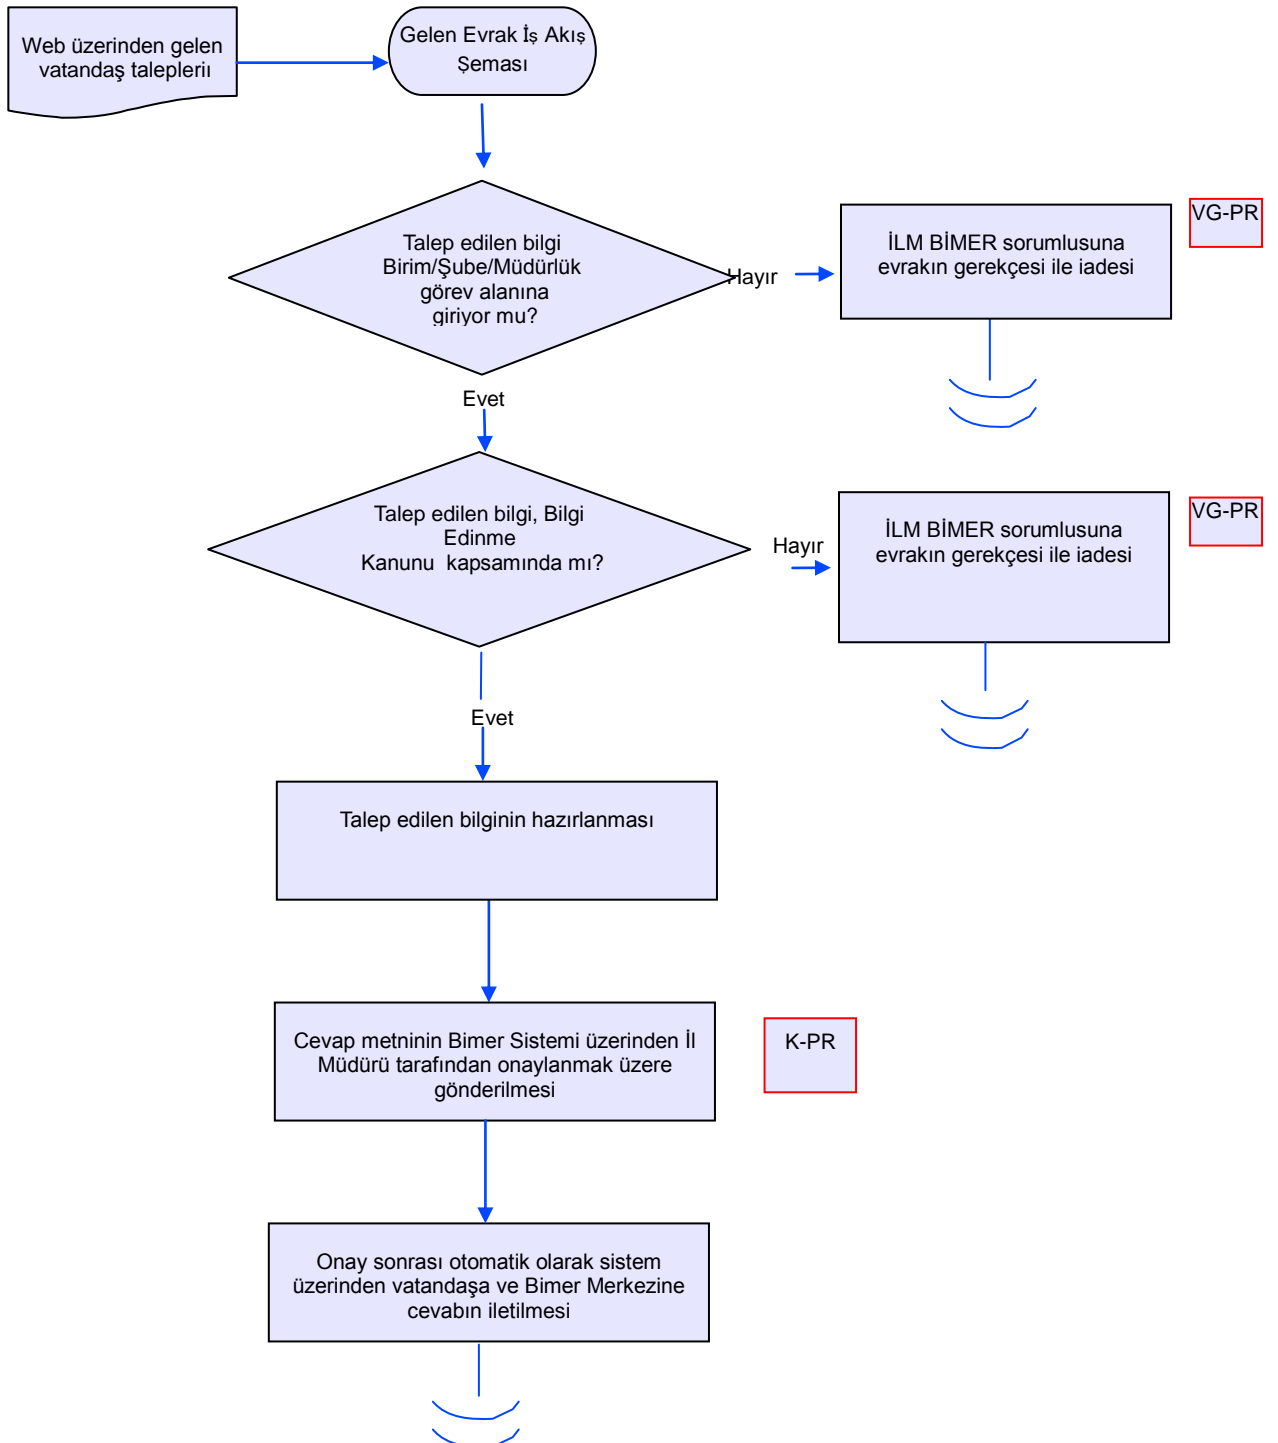 Web üzerinden gelen
vatandaş taleplerii
Gelen Evrak İş Akış
Şeması
Talep edilen bilgi
Birim/Şube/Müdürlük
görev alanına
giriyor mu?
Hayır
İLM BİMER sorumlusuna
evrakın gerekçesi ile iadesi
VG-PR
Evet
Talep edilen bilgi, Bilgi
Edinme
Kanunu kapsamında mı?
Hayır
İLM BİMER sorumlusuna
evrakın gerekçesi ile iadesi
VG-PR
Evet
Talep edilen bilginin hazırlanması
Cevap metninin Bimer Sistemi üzerinden İl
Müdürü tarafından onaylanmak üzere
gönderilmesi
K-PR
Onay sonrası otomatik olarak sistem
üzerinden vatandaşa ve Bimer Merkezine
cevabın iletilmesi